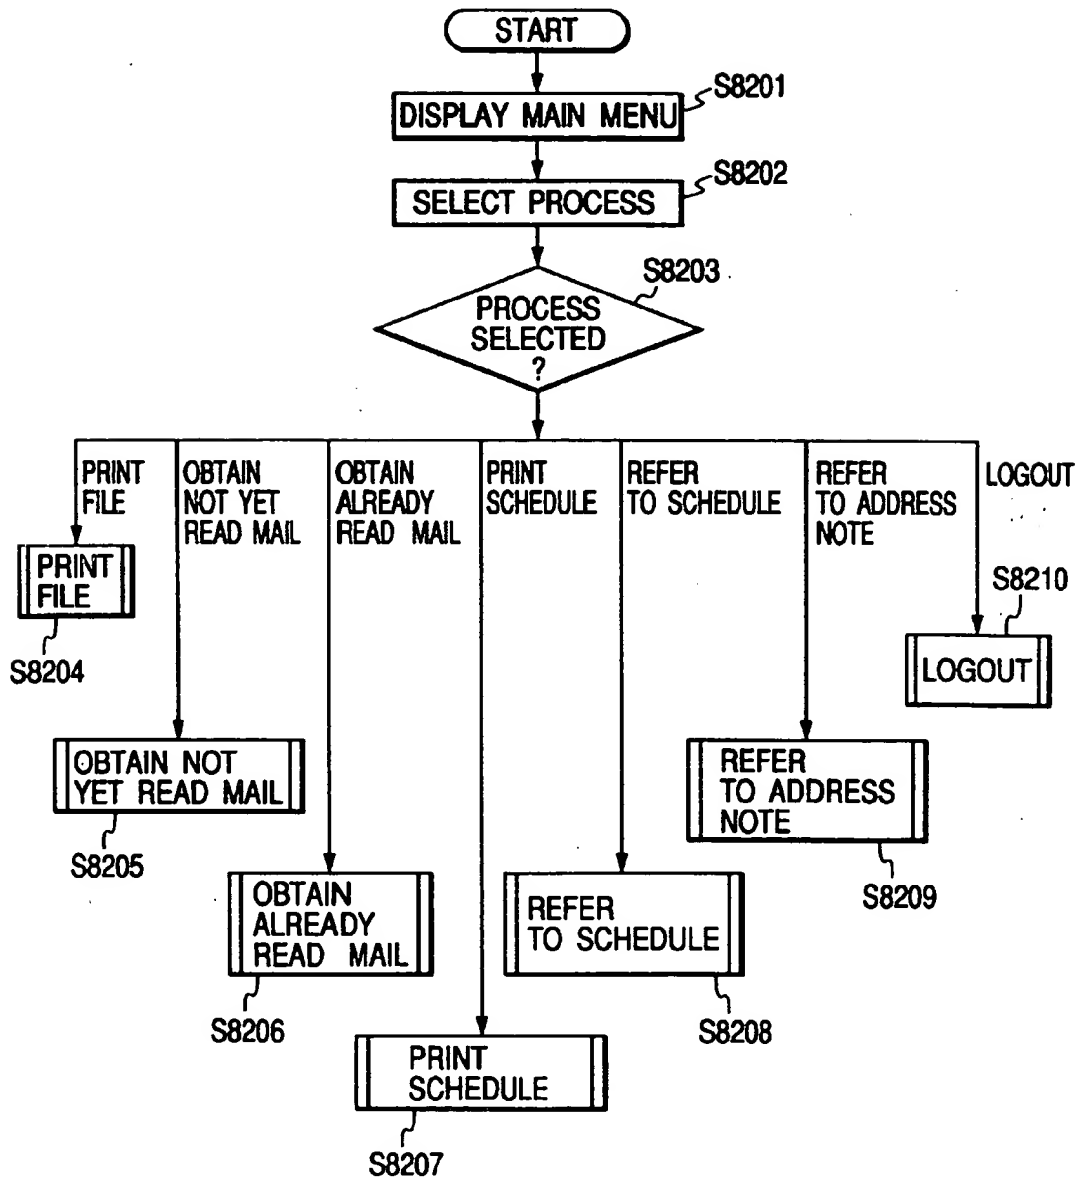 START
S8201
DISPLAY MAIN MENU
S8202
SELECT PROCESS
S8203
PROCESS
SELECTED
?
PRINT
FILE
OBTAIN
NOT YET
READ MAIL
OBTAIN
ALREADY
READ MAIL
PRINT
SCHEDULE
REFER
TO SCHEDULE
REFER
TO ADDRESS
NOTE
LOGOUT
PRINT
FILE
S8204
S8210
LOGOUT
OBTAIN NOT
YET READ MAIL
S8205
REFER
TO ADDRESS
NOTE
S8209
OBTAIN
ALREADY
READ MAIL
S8206
REFER
TO SCHEDULE
S8208
PRINT
SCHEDULE
S8207